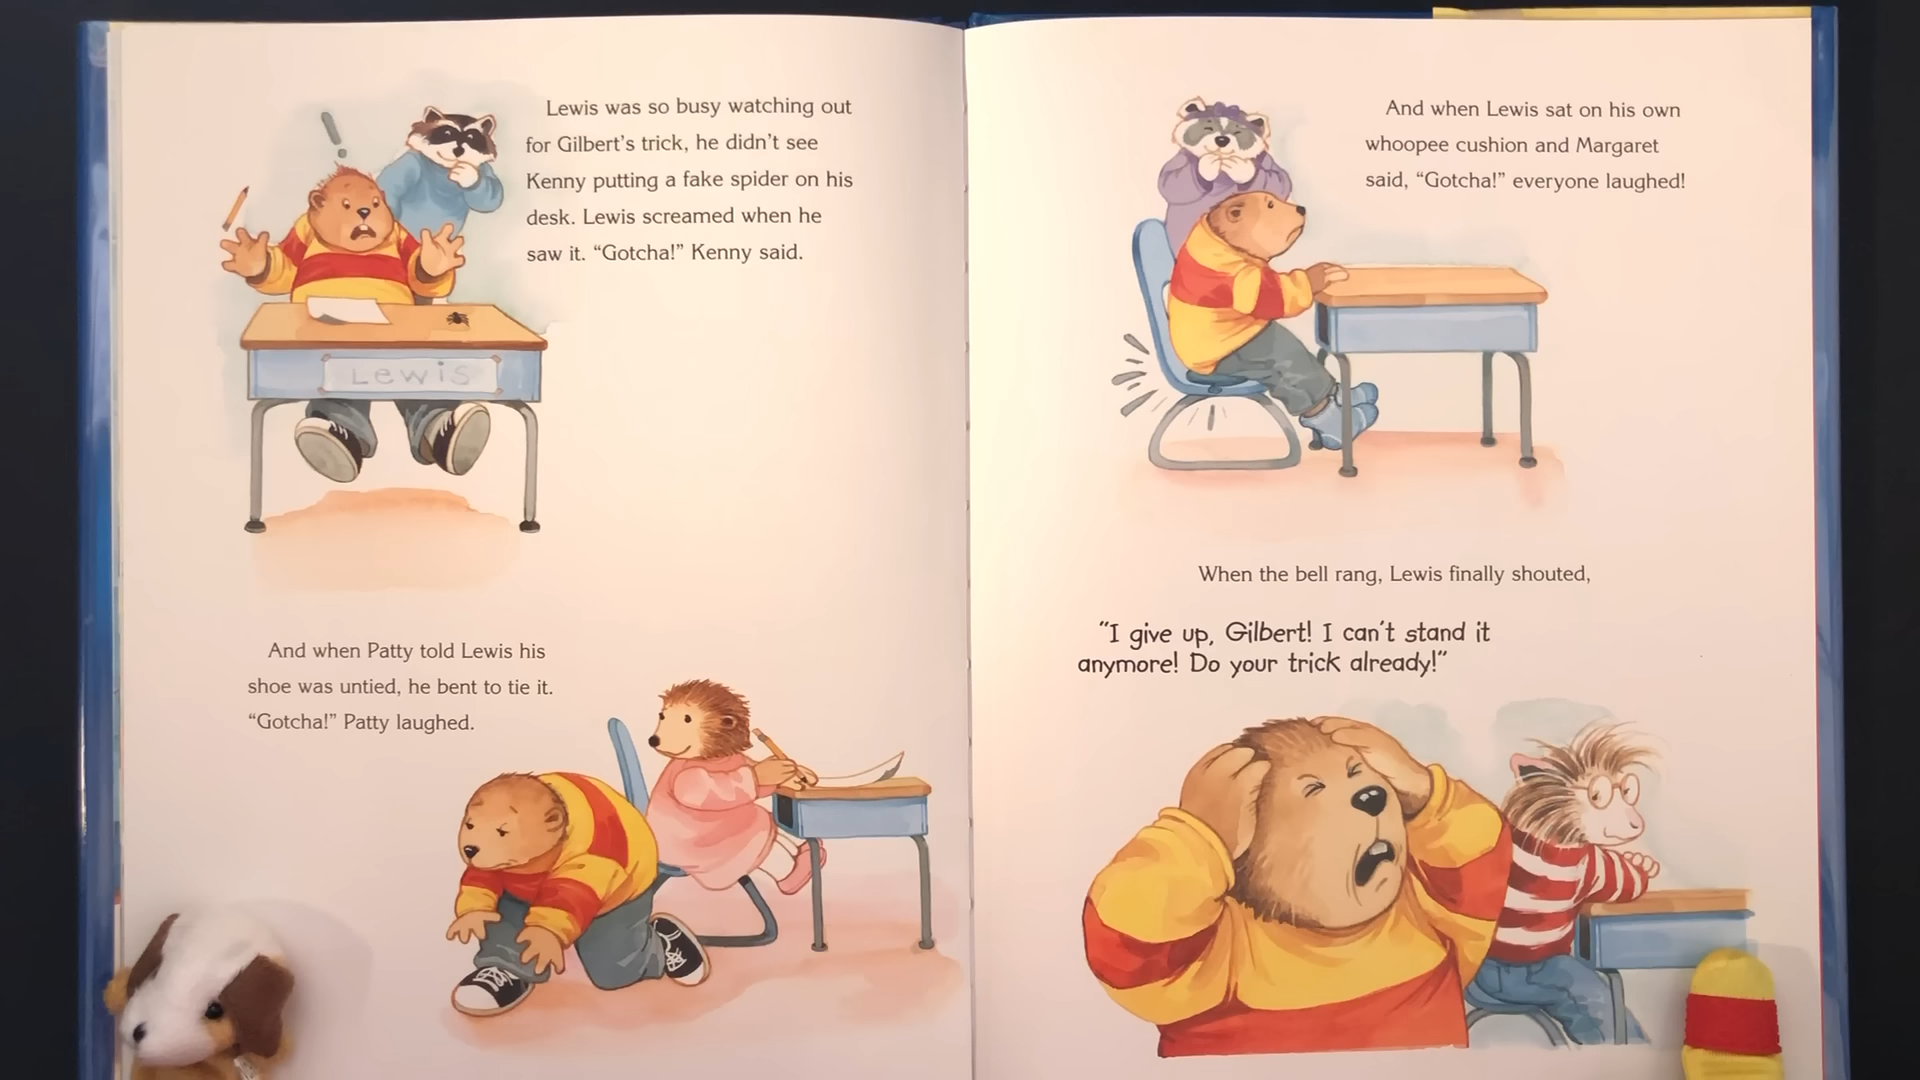 Lewis was so busy watching out
for Gilbert's trick, he didn't see
Kenny putting a fake spider on his
desk. Lewis screamed when he
saw it. “Gotcha!” Kenny said.
Lewis
And when Patty told Lewis his
shoe was untied, he bent to tie it.
“Gotcha!” Patty laughed.
And when Lewis sat on his own
whoopee cushion and Margaret
said, “Gotcha!” everyone laughed!
When the bell rang, Lewis finally shouted,
“I give up, Gilbert! I can't stand it
anymore! Do your trick already!”